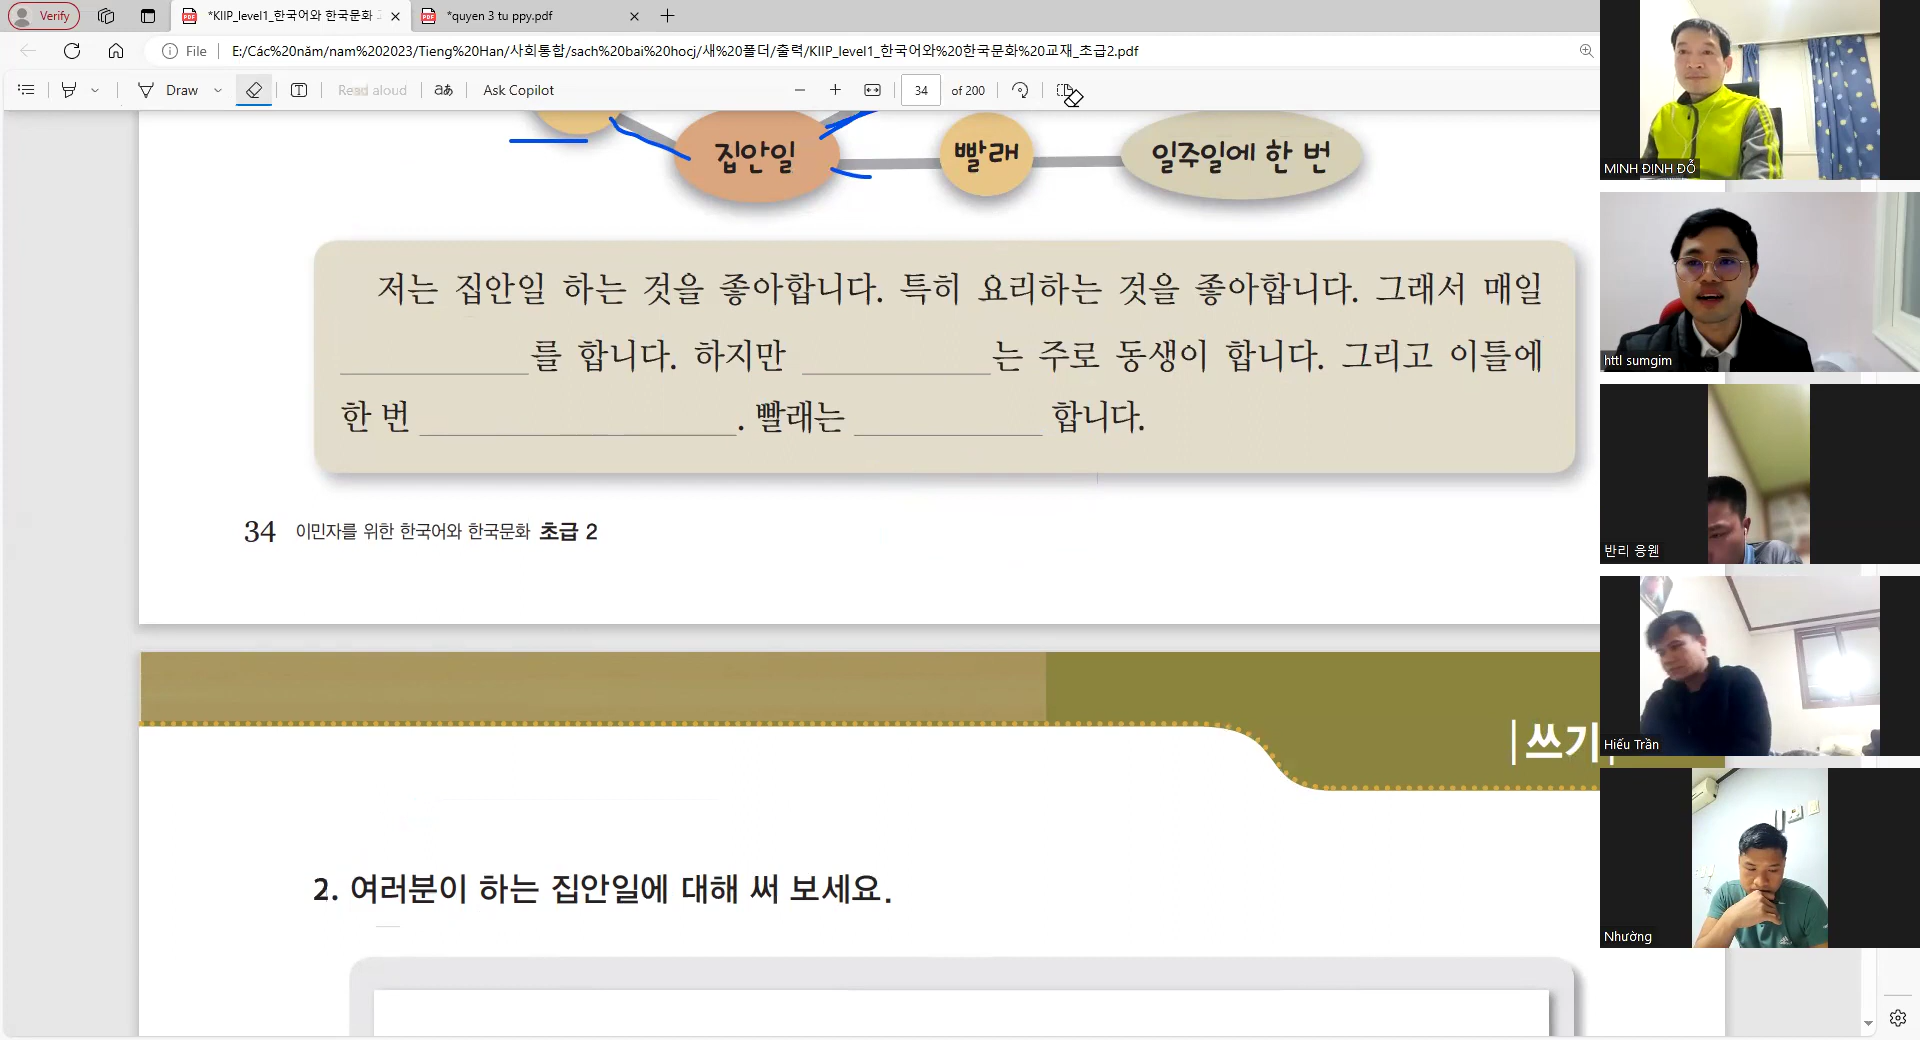 Verify
*KIIP_level1_한국어와 한국문화
*quyen 3 tu ppy.pdf
File
E:/Các%20năm/nam%202023/Tieng%20Han/사회통합/sach%20bai%20hocj/새%20폴더/출력/KIIP_level1_한국어와%20한국문화%20교재_초급2.pdf
Draw
Read aloud
aあ
Ask Copilot
34
of 200
집안일
빨래
일주일에 한 번
저는 집안일 하는 것을 좋아합니다. 특히 요리하는 것을 좋아합니다. 그래서 매일
를 합니다. 하지만 는 주로 동생이 합니다. 그리고 이틀에
한 번 . 빨래는 합니다.
34 이민자를 위한 한국어와 한국문화 초급 2
쓰기
2. 여러분이 하는 집안일에 대해 써 보세요.
MINH ĐỊNH ĐỖ
httl sumgim
반리 응웬
Hiếu Trần
Nhường